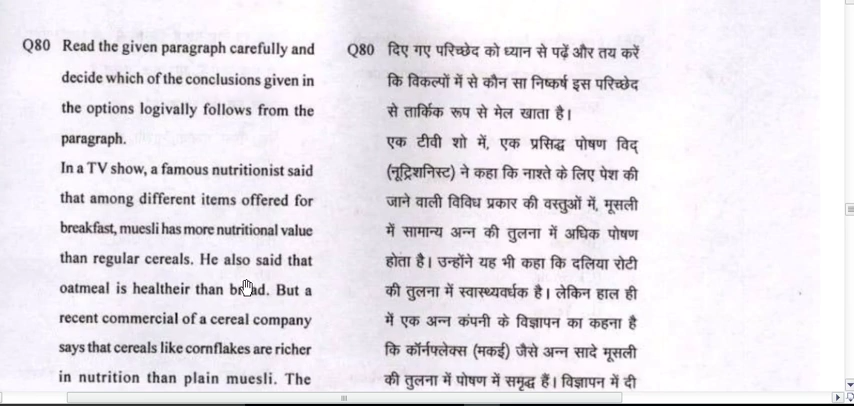 Q80 Read the given paragraph carefully and
decide which of the conclusions given in
the options logivally follows from the
paragraph.
In a TV show, a famous nutritionist said
that among different items offered for
breakfast, muesli has more nutritional value
than regular cereals. He also said that
oatmeal is healtheir than But a
recent commercial of a cereal company
says that cereals like cornflakes are richer
in nutrition than plain muesli. The
Q80 दिए गए परिच्छेद को ध्यान से पढ़ें और तय करें
कि विकल्पों में से कौन सा निष्कर्ष इस परिच्छेद
से तार्किक रूप से मेल खाता है।
एक टीवी शो में, एक प्रसिद्ध पोषण विद्
(नूट्रिशनिस्ट) ने कहा कि नाश्ते के लिए पेश की
जाने वाली विविध प्रकार की वस्तुओं में, मूसली
में सामान्य अन्न की तुलना में अधिक पोषण
होता है। उन्होंने यह भी कहा कि दलिया रोटी
की तुलना में स्वास्थ्यवर्धक है। लेकिन हाल ही
में एक अन्न कंपनी के विज्ञापन का कहना है
कि कॉर्नफ्लेक्स (मकई) जैसे अन्न सादे मूसली
की तुलना में पोषण में समृद्ध हैं। विज्ञापन में दी